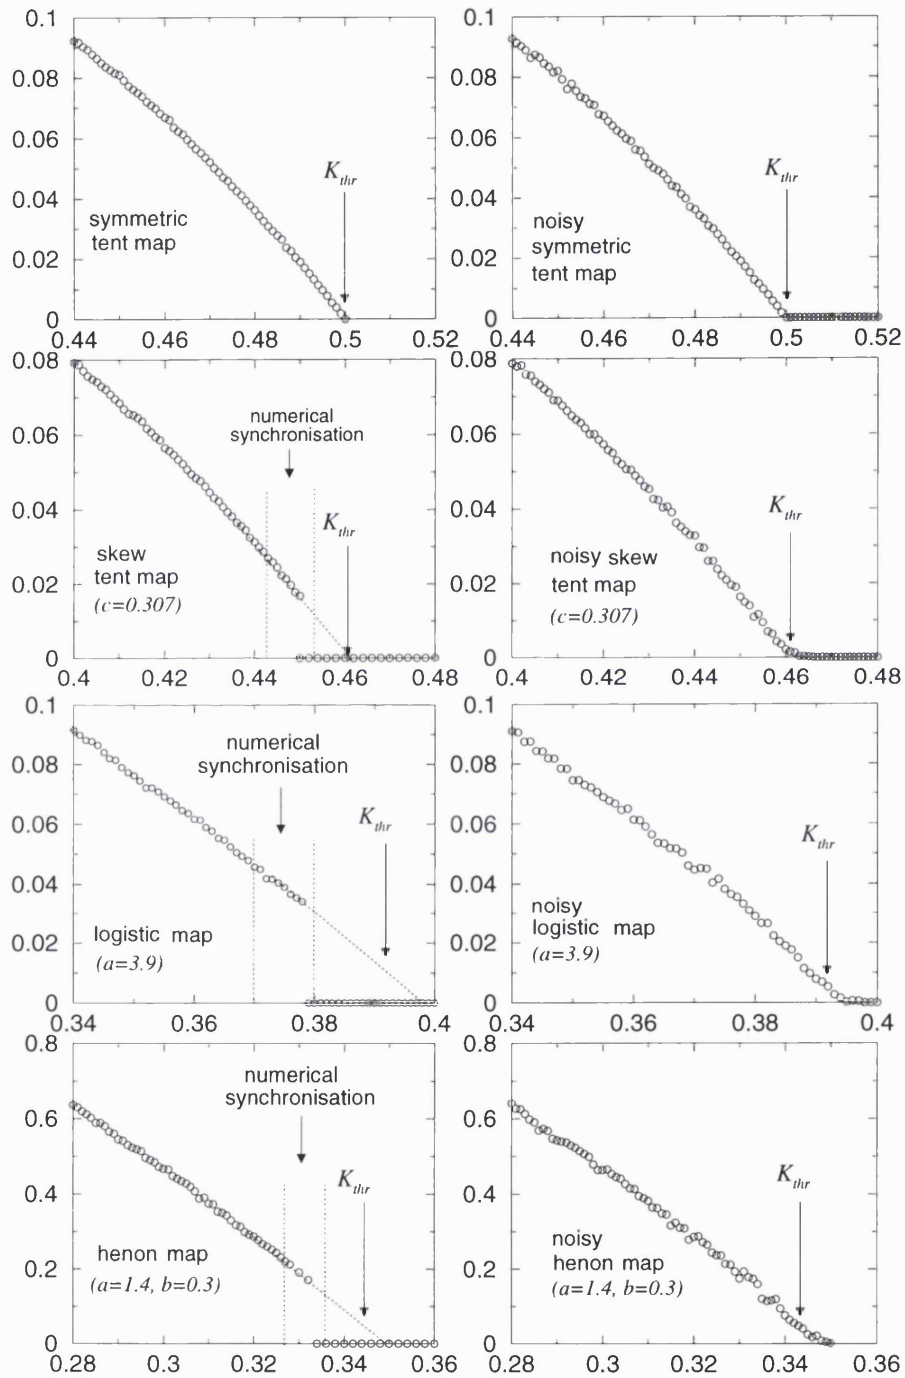 0.1
0.08
0.06
0.04
0.02
0
K_thr
symmetric
tent map
0.44 0.46 0.48 0.5 0.52
0.1
0.08
0.06
0.04
0.02
0
K_thr
noisy
symmetric
tent map
0.44 0.46 0.48 0.5 0.52
0.08
0.06
0.04
0.02
0
numerical
synchronisation
K_thr
skew
tent map
(c=0.307)
0.4 0.42 0.44 0.46 0.48
0.08
0.06
0.04
0.02
0
K_thr
noisy skew
tent map
(c=0.307)
0.4 0.42 0.44 0.46 0.48
0.1
0.08
0.06
0.04
0.02
0
numerical
synchronisation
K_thr
logistic map
(a=3.9)
0.34 0.36 0.38 0.4
0.1
0.08
0.06
0.04
0.02
0
K_thr
noisy
logistic map
(a=3.9)
0.34 0.36 0.38 0.4
0.8
0.6
0.4
0.2
0
numerical
synchronisation
K_thr
henon map
(a=1.4, b=0.3)
0.28 0.3 0.32 0.34 0.36
0.8
0.6
0.4
0.2
0
K_thr
noisy
henon map
(a=1.4, b=0.3)
0.28 0.3 0.32 0.34 0.36